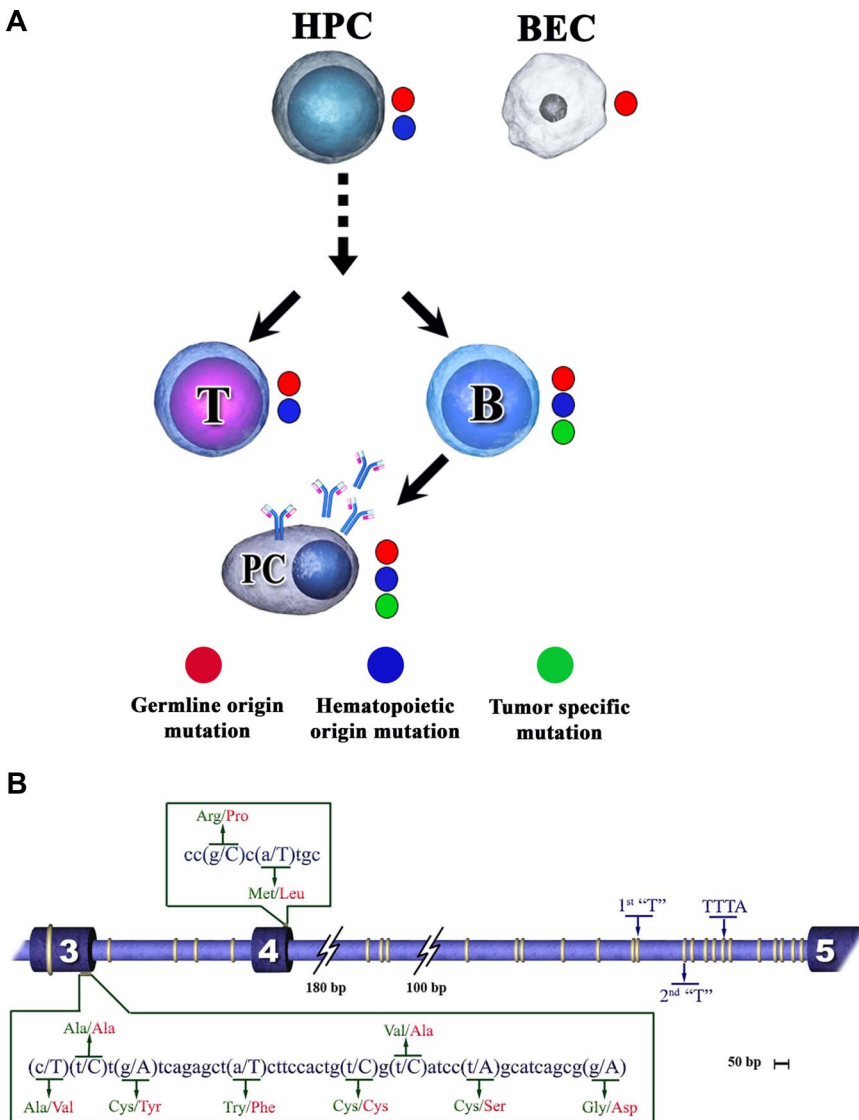 A
HPC BEC
T B
PC
Germline origin mutation
Hematopoietic origin mutation
Tumor specific mutation
B
Arg/Pro
cc(g/C)c(a/T)tgc
Met/Leu
1st “T” TTTA
3 4 5
180 bp 100 bp
2nd “T”
Ala/Ala Val/Ala
(c/T)(t/C)t(g/A)tcagagct(a/T)cttccactg(t/C)g(t/C)atcc(t/A)gcatcagcg(g/A)
Ala/Val Cys/Tyr Try/Phe Cys/Cys Cys/Ser Gly/Asp
50 bp